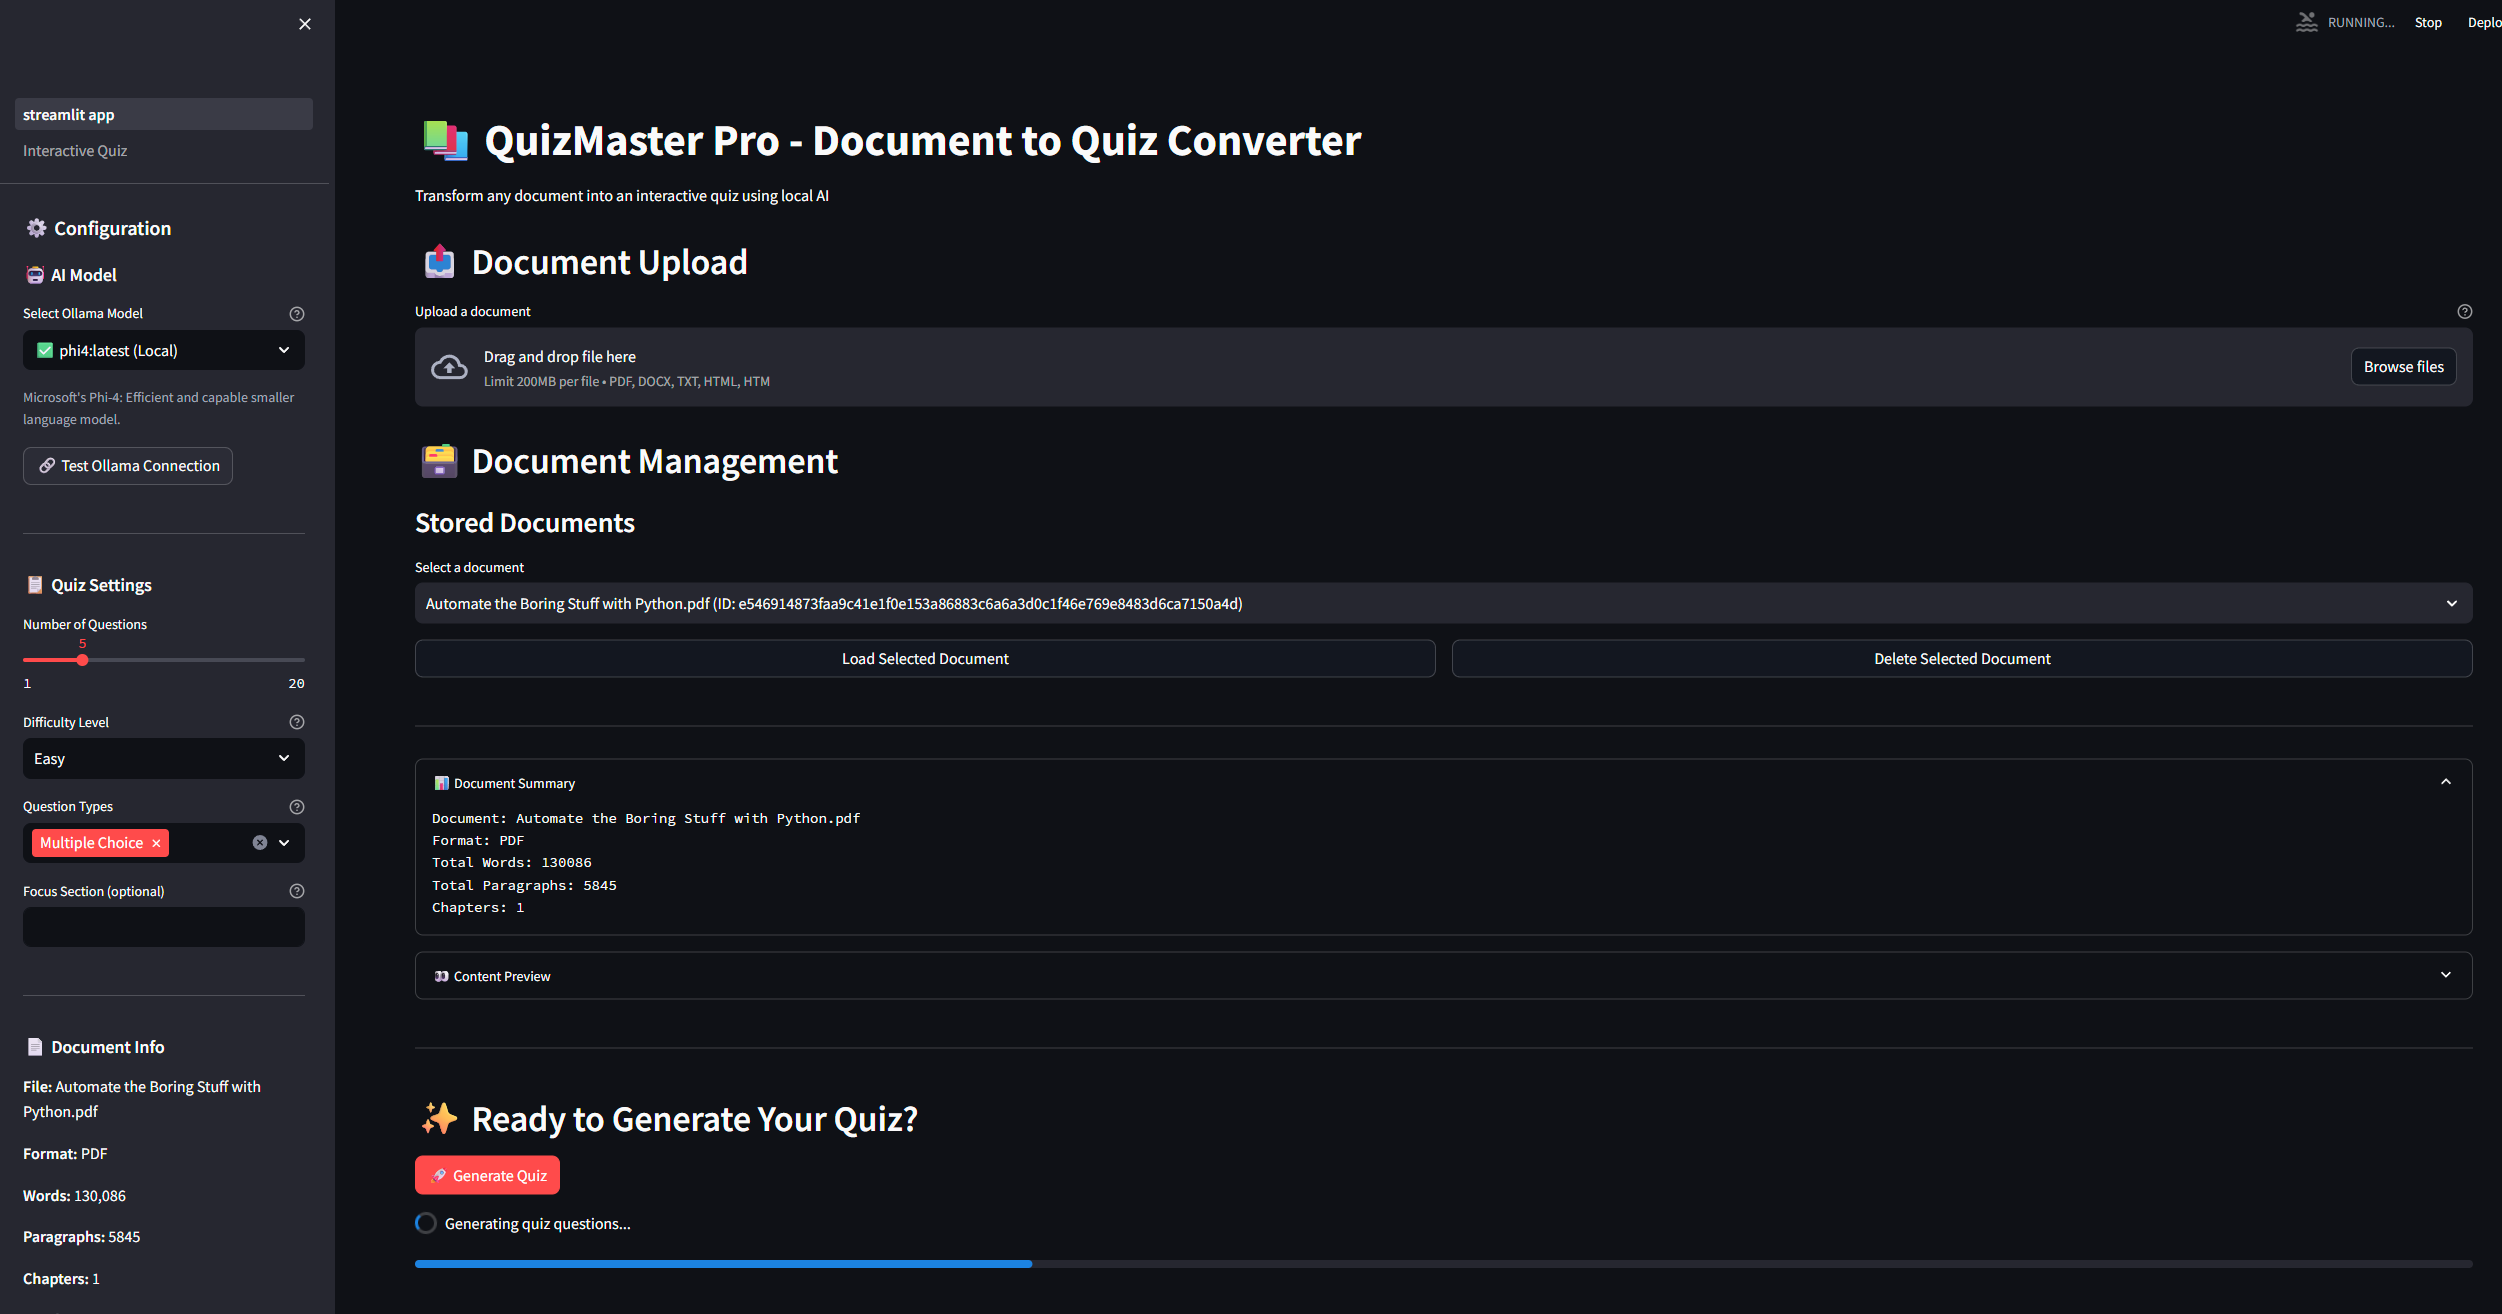 RUNNING...
Stop
Deplo
streamlit app
Interactive Quiz
Configuration
AI Model
Select Ollama Model
phi4:latest (Local)
Microsoft's Phi-4: Efficient and capable smaller
language model.
Test Ollama Connection
Quiz Settings
Number of Questions
5
1
20
Difficulty Level
Easy
Question Types
Multiple Choice
Focus Section (optional)
Document Info
File: Automate the Boring Stuff with
Python.pdf
Format: PDF
Words: 130,086
Paragraphs: 5845
Chapters: 1
QuizMaster Pro - Document to Quiz Converter
Transform any document into an interactive quiz using local AI
Document Upload
Upload a document
Drag and drop file here
Limit 200MB per file • PDF, DOCX, TXT, HTML, HTM
Browse files
Document Management
Stored Documents
Select a document
Automate the Boring Stuff with Python.pdf (ID: e546914873faa9c41e1f0e153a86883c6a6a3d0c1f46e769e8483d6ca7150a4d)
Load Selected Document
Delete Selected Document
Document Summary
Document: Automate the Boring Stuff with Python.pdf
Format: PDF
Total Words: 130086
Total Paragraphs: 5845
Chapters: 1
Content Preview
Ready to Generate Your Quiz?
Generate Quiz
Generating quiz questions...